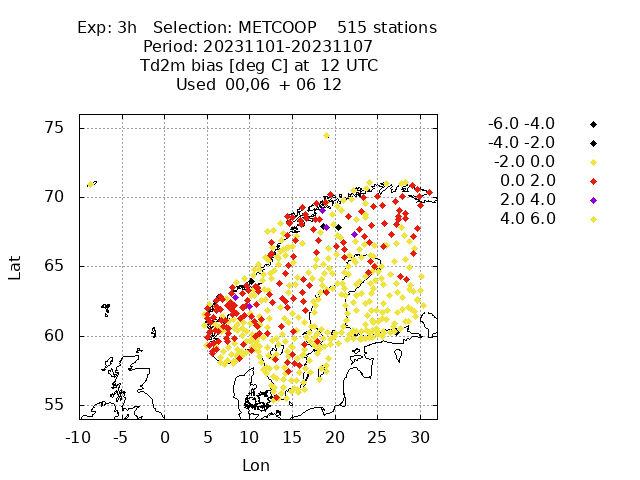 Exp: 3h   Selection: METCOOP    515 stations
Period: 20231101-20231107
Td2m bias [deg C] at  12 UTC
Used  00,06  + 06 12
-6.0 -4.0
-4.0 -2.0
-2.0 0.0
0.0 2.0
2.0 4.0
4.0 6.0
75
70
65
60
55
Lat
-10 -5 0 5 10 15 20 25 30
Lon